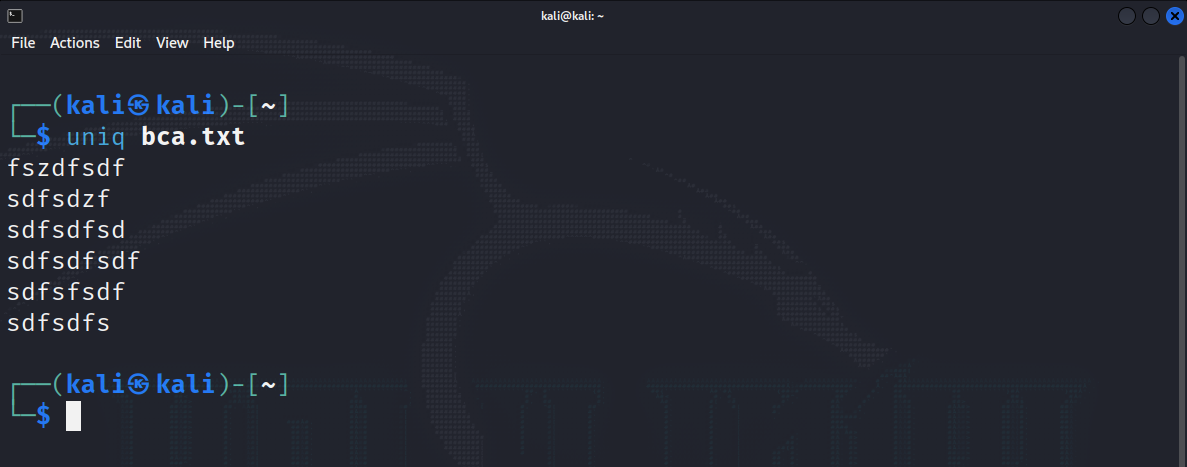 kali@kali: ~
File Actions Edit View Help
┌──(kali㉿kali)-[~]
└─$ uniq bca.txt
fszdfsdf
sdfsdzf
sdfsdfsd
sdfsdfsdf
sdfsfsdf
sdfsdfs
┌──(kali㉿kali)-[~]
└─$